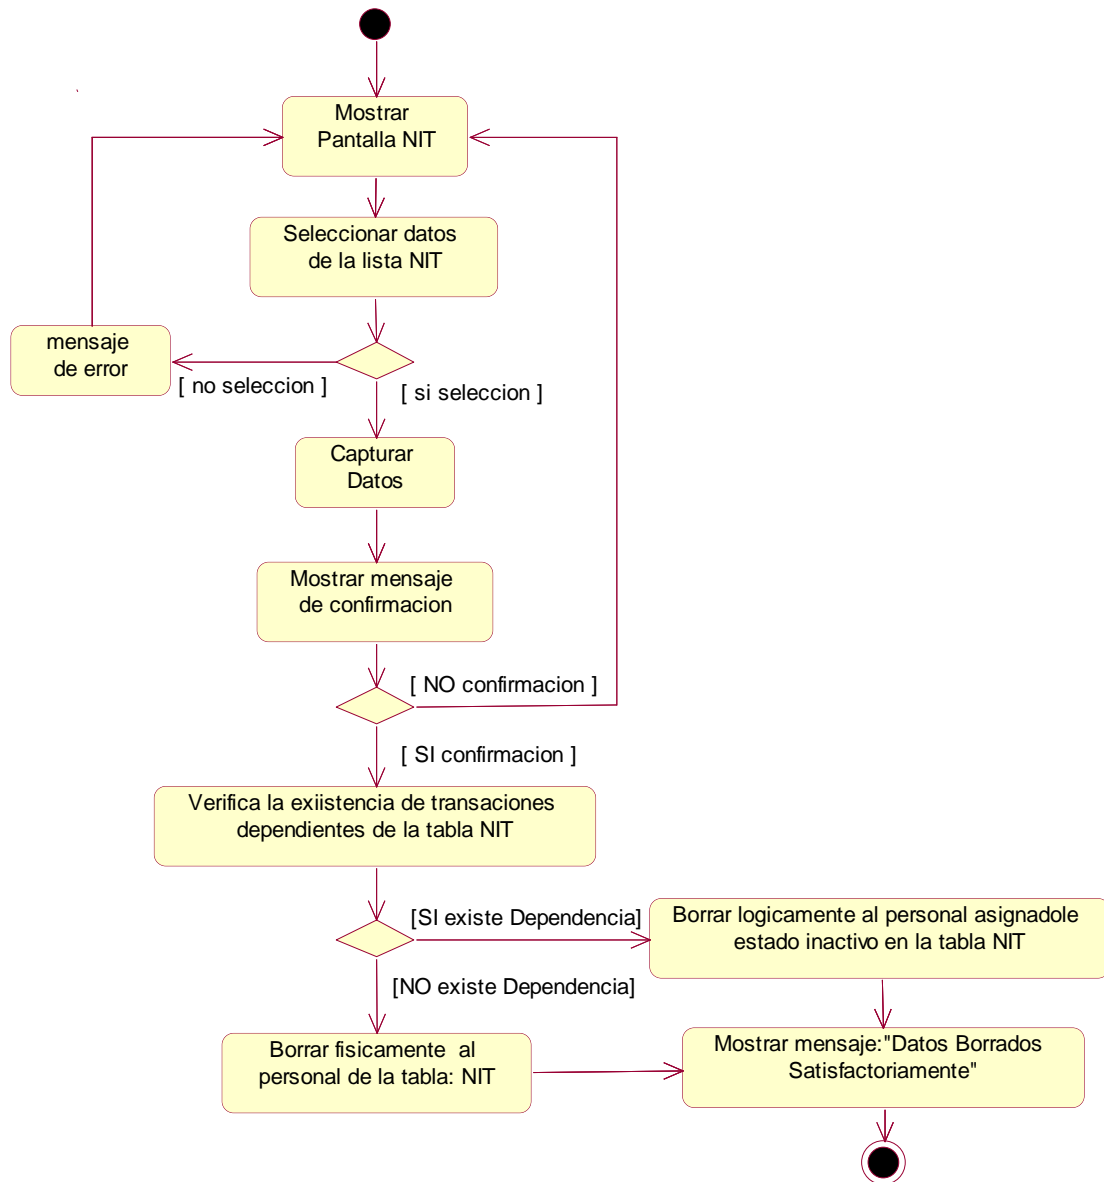 Mostrar
Pantalla NIT
Seleccionar datos
de la lista NIT
mensaje
de error
[ no seleccion ]
[ si seleccion ]
Capturar
Datos
Mostrar mensaje
de confirmacion
[ NO confirmacion ]
[ SI confirmacion ]
Verifica la exiistencia de transaciones
dependientes de la tabla NIT
[SI existe Dependencia]
Borrar logicamente al personal asignadole
estado inactivo en la tabla NIT
[NO existe Dependencia]
Borrar fisicamente al
personal de la tabla: NIT
Mostrar mensaje:"Datos Borrados
Satisfactoriamente"